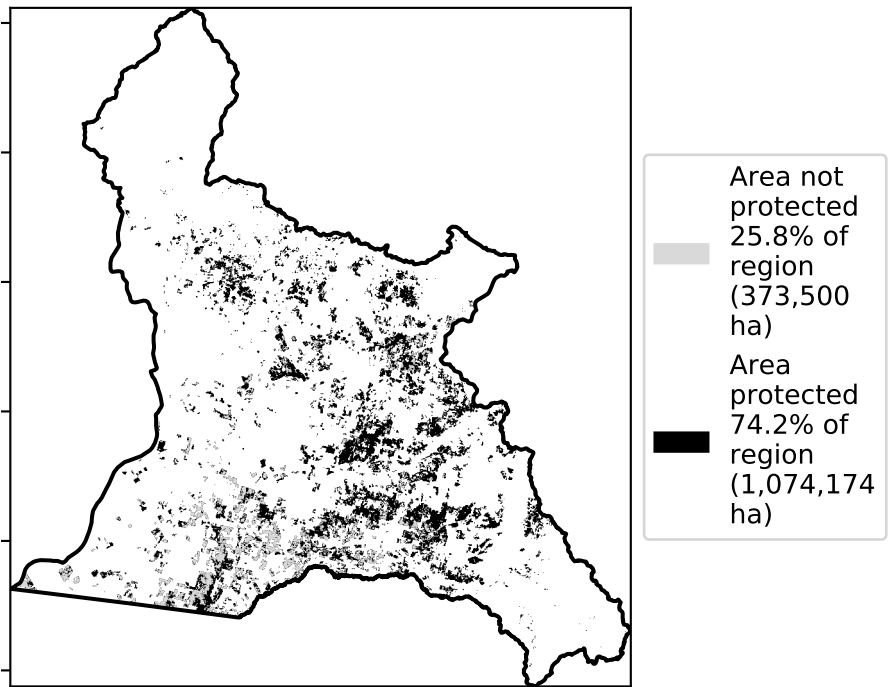 Area not
protected
25.8% of
region
(373,500
ha)
Area
protected
74.2% of
region
(1,074,174
ha)